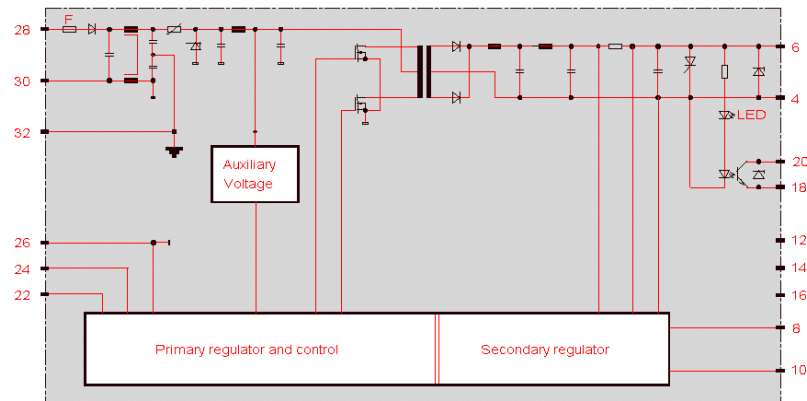 F
28
6
30
4
LED
32
Auxiliary
Voltage
20
18
26
12
24
14
22
16
8
Primary regulator and control
Secondary regulator
10